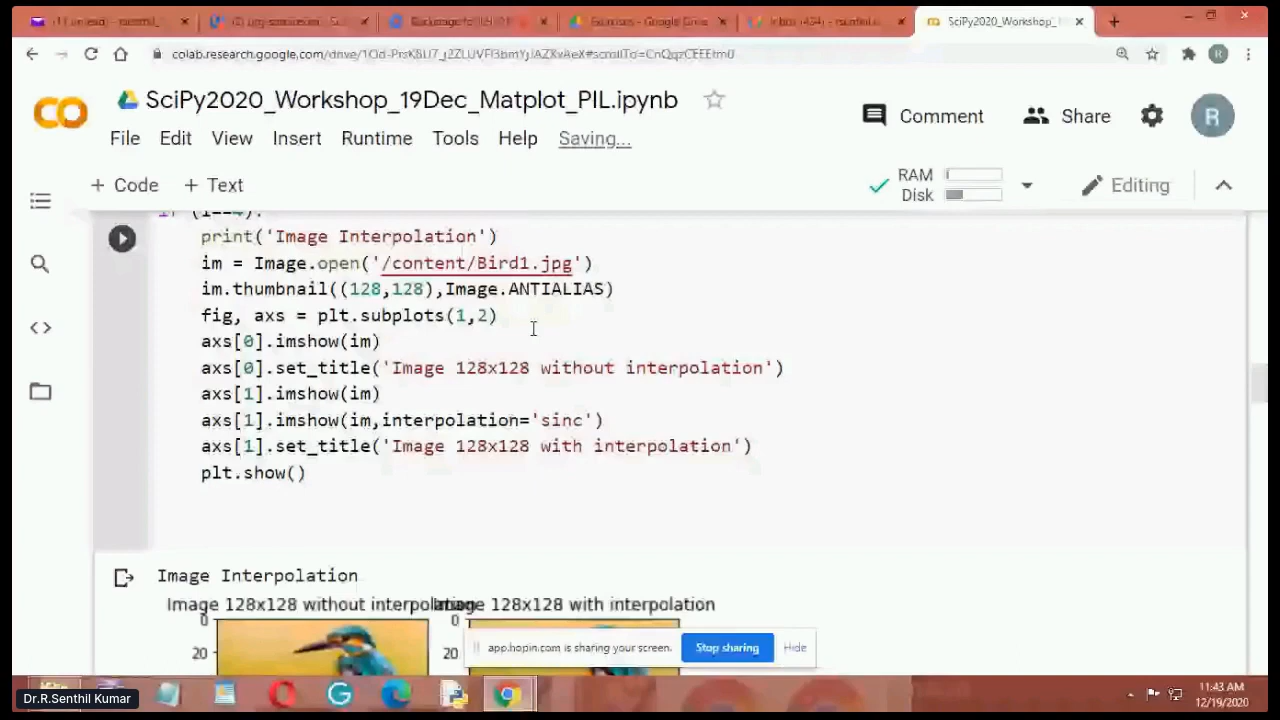 Exercises - Google Drive
SciPy2020_Workshop_
SciPy2020_Workshop_19Dec_Matplot_PIL.ipynb
Comment
Share
R
File Edit View Insert Runtime Tools Help Saving...
+ Code + Text
RAM
Disk
Editing
if (i==4):
print('Image Interpolation')
im = Image.open('/content/Bird1.jpg')
im.thumbnail((128,128),Image.ANTIALIAS)
fig, axs = plt.subplots(1,2)
axs[0].imshow(im)
axs[0].set_title('Image 128x128 without interpolation')
axs[1].imshow(im)
axs[1].imshow(im,interpolation='sinc')
axs[1].set_title('Image 128x128 with interpolation')
plt.show()
Image Interpolation
Image 128x128 without interpolation Image 128x128 with interpolation
0 0
20 20
app.hopin.com is sharing your screen. Stop sharing Hide
Dr.R.Senthil Kumar
11:43 AM
12/19/2020